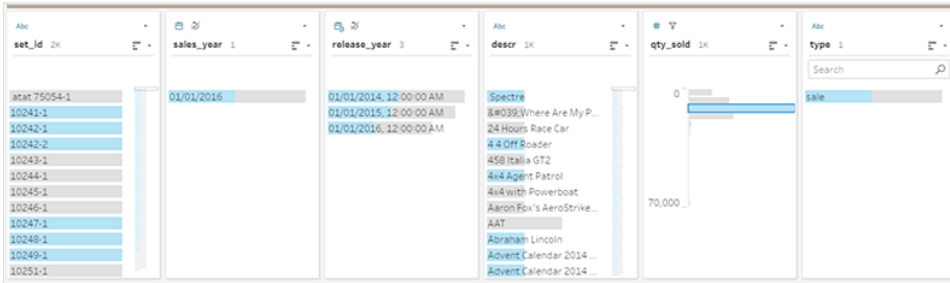 Abc
set_id 2K
atat 75054-1
10241-1
10242-1
10242-2
10243-1
10244-1
10245-1
10246-1
10247-1
10248-1
10249-1
10251-1
sales_year 1
01/01/2016
release_year 3
01/01/2014, 12:00:00 AM
01/01/2015, 12:00:00 AM
01/01/2016, 12:00:00 AM
Abc
descr 1K
Spectre
&#039;Where Are My P...
24 Hours Race Car
4 4 Off Roader
458 Italia GT2
4x4 Agent Patrol
4x4 with Powerboat
Aaron Fox's AeroStrike...
AAT
Abraham Lincoln
Advent Calendar 2014 ...
Advent Calendar 2014 ...
#
qty_sold 1K
0
70,000
Abc
type 1
Search
sale